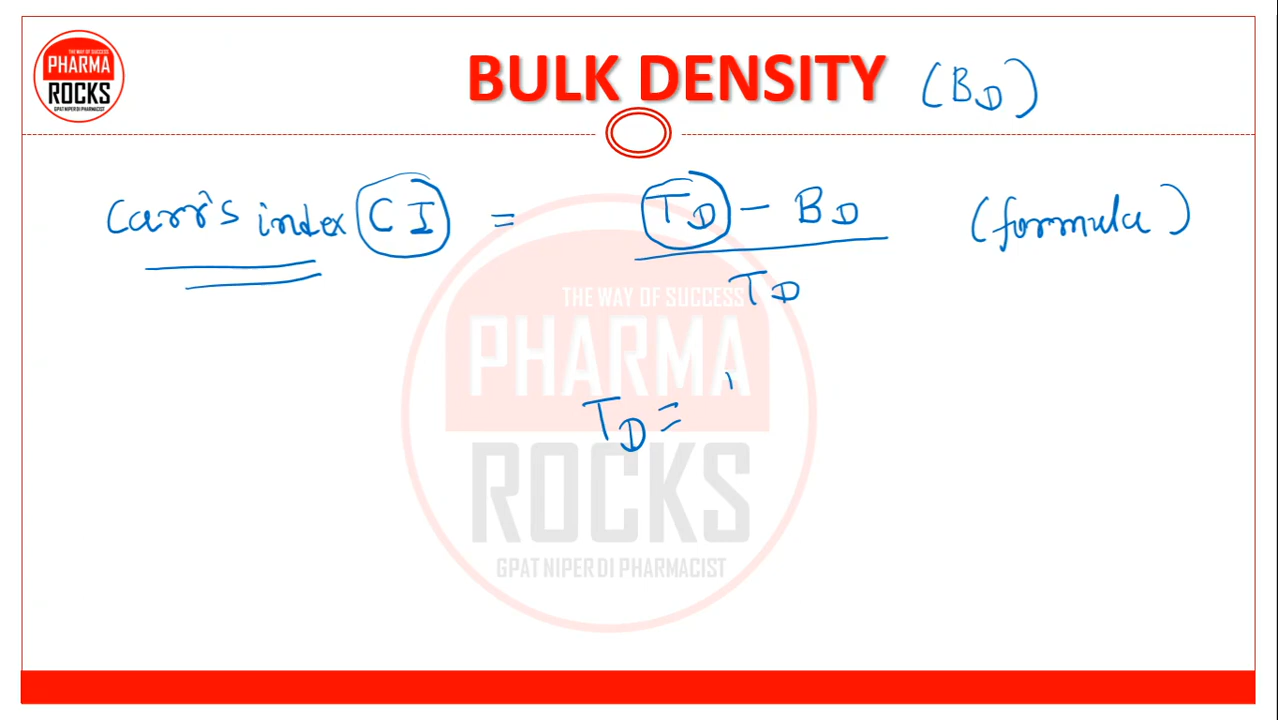 THE WAY OF SUCCESS
PHARMA
ROCKS
GPAT NIPER DI PHARMACIST
BULK DENSITY (BD)
Carr's index CI = TD - BD (formula)
TD
THE WAY OF SUCCESS
PHARMA
TD =
ROCKS
GPAT NIPER DI PHARMACIST